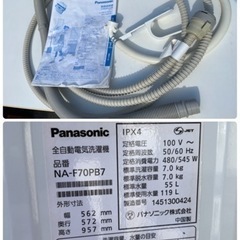 Panasonic
Panasonic
全自動電気洗濯機
品番
NA-F70PB7
外形寸法
幅 562 mm
奥行 572 mm
高さ 957 mm
IPX4
JET
定格電圧 100 V~
定格周波数 50/60 Hz
定格消費電力 480/545 W
標準洗濯容量 7.0 kg
標準脱水容量 7.0 kg
標準水量 55 L
標準使用水量 119 L
製造番号 1451300424
パナソニック株式会社
中国製